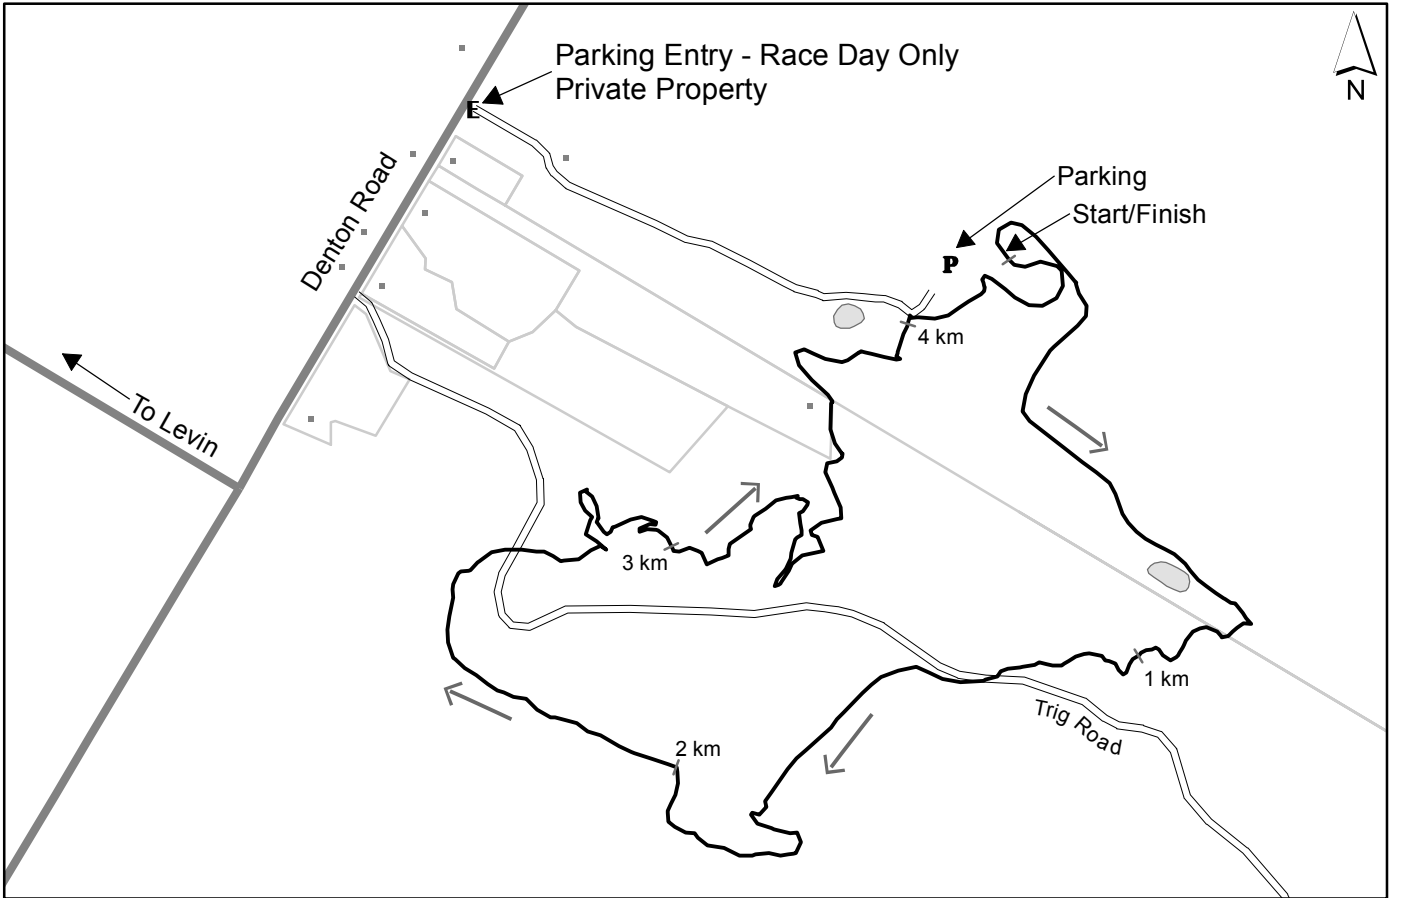 Parking Entry - Race Day Only
Private Property
N
E
Denton Road
Parking
Start/Finish
P
4 km
To Levin
3 km
1 km
Trig Road
2 km